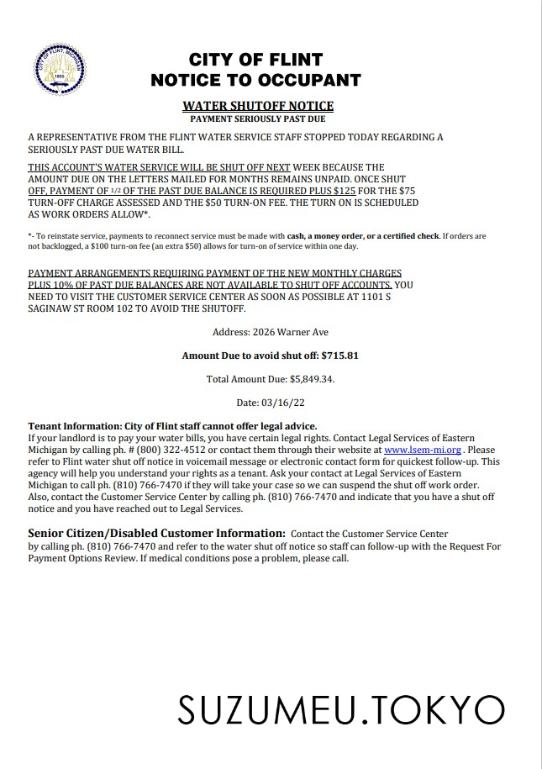 CITY OF FLINT
NOTICE TO OCCUPANT
WATER SHUTOFF NOTICE
PAYMENT SERIOUSLY PAST DUE
A REPRESENTATIVE FROM THE FLINT WATER SERVICE STAFF STOPPED TODAY REGARDING A
SERIOUSLY PAST DUE WATER BILL.
THIS ACCOUNT'S WATER SERVICE WILL BE SHUT OFF NEXT WEEK BECAUSE THE
AMOUNT DUE ON THE LETTERS MAILED FOR MONTHS REMAINS UNPAID. ONCE SHUT
OFF, PAYMENT OF 1/2 OF THE PAST DUE BALANCE IS REQUIRED PLUS $125 FOR THE $75
TURN-OFF CHARGE ASSESSED AND THE $50 TURN-ON FEE. THE TURN ON IS SCHEDULED
AS WORK ORDERS ALLOW*.
*- To reinstate service, payments to reconnect service must be made with cash, a money order, or a certified check. If orders are
not backlogged, a $100 turn-on fee (an extra $50) allows for turn-on of service within one day.
PAYMENT ARRANGEMENTS REQUIRING PAYMENT OF THE NEW MONTHLY CHARGES
PLUS 10% OF PAST DUE BALANCES ARE NOT AVAILABLE TO SHUT OFF ACCOUNTS. YOU
NEED TO VISIT THE CUSTOMER SERVICE CENTER AS SOON AS POSSIBLE AT 1101 S
SAGINAW ST ROOM 102 TO AVOID THE SHUTOFF.
Address: 2026 Warner Ave
Amount Due to avoid shut off: $715.81
Total Amount Due: $5,849.34.
Date: 03/16/22
Tenant Information: City of Flint staff cannot offer legal advice.
If your landlord is to pay your water bills, you have certain legal rights. Contact Legal Services of Eastern
Michigan by calling ph. # (800) 322-4512 or contact them through their website at www.lsem-mi.org . Please
refer to Flint water shut off notice in voicemail message or electronic contact form for quickest follow-up. This
agency will help you understand your rights as a tenant. Ask your contact at Legal Services of Eastern
Michigan to call ph. (810) 766-7470 if they will take your case so we can suspend the shut off work order.
Also, contact the Customer Service Center by calling ph. (810) 766-7470 and indicate that you have a shut off
notice and you have reached out to Legal Services.
Senior Citizen/Disabled Customer Information: Contact the Customer Service Center
by calling ph. (810) 766-7470 and refer to the water shut off notice so staff can follow-up with the Request For
Payment Options Review. If medical conditions pose a problem, please call.
SUZUMEU.TOKYO